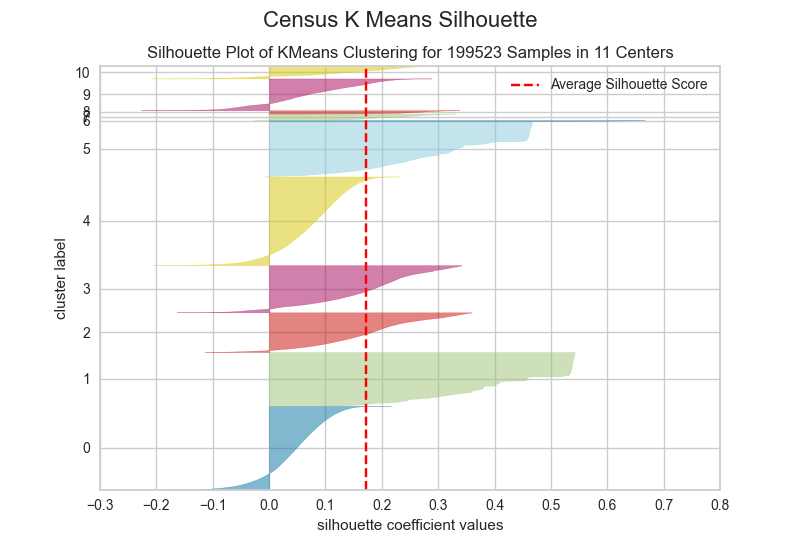 Census K Means Silhouette
Silhouette Plot of KMeans Clustering for 199523 Samples in 11 Centers
Average Silhouette Score
10
9
8
6
5
4
3
2
1
0
cluster label
−0.3 −0.2 −0.1 0.0 0.1 0.2 0.3 0.4 0.5 0.6 0.7 0.8
silhouette coefficient values